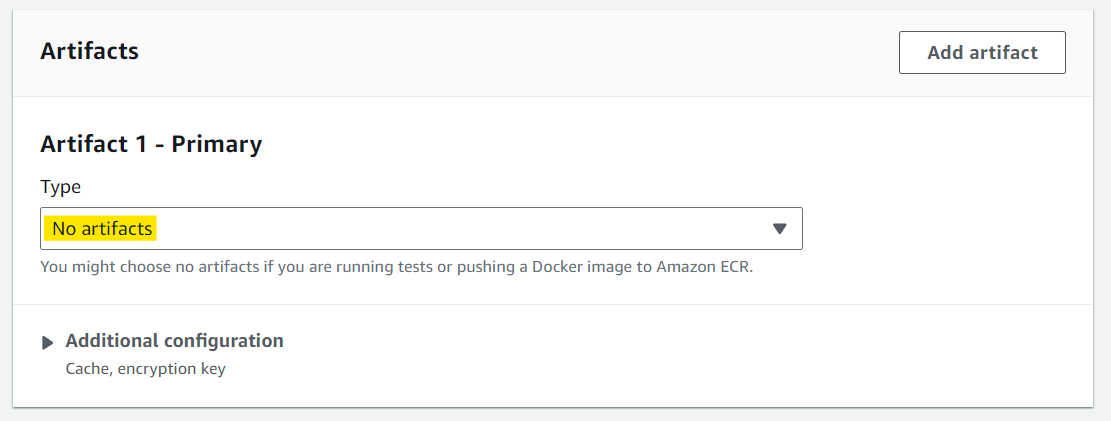 Artifacts
Add artifact
Artifact 1 - Primary
Type
No artifacts
You might choose no artifacts if you are running tests or pushing a Docker image to Amazon ECR.
Additional configuration
Cache, encryption key